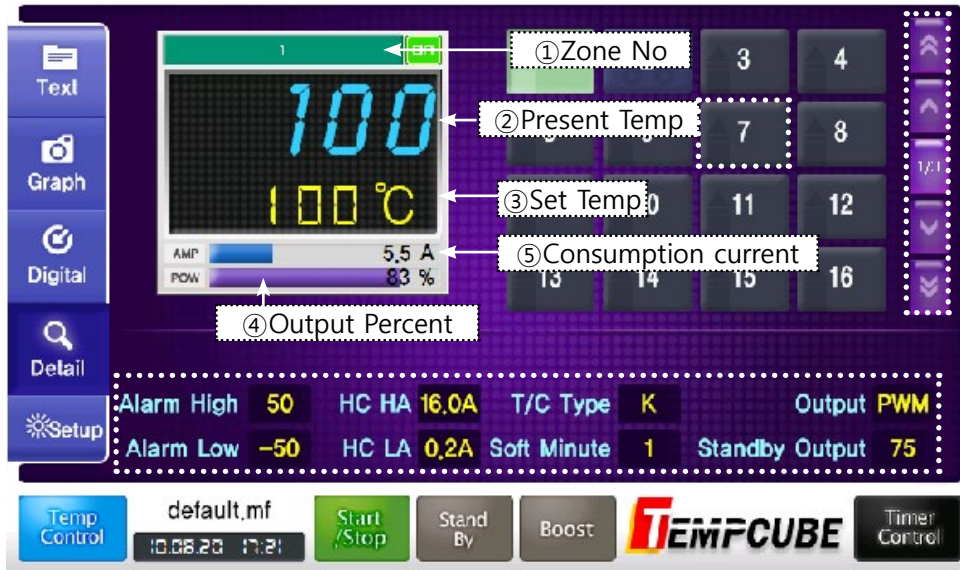 Text
Graph
Digital
Detail
Setup
1
on
100
100℃
AMP 5.5 A
POW 83 %
①Zone No
②Present Temp
③Set Temp
⑤Consumption current
④Output Percent
3 4
7 8
11 12
13 14 15 16
Alarm High 50 HC HA 16.0A T/C Type K Output PWM
Alarm Low -50 HC LA 0.2A Soft Minute 1 Standby Output 75
Temp
Control
default.mf
10.08.20 17:21
Start
/Stop
Stand
By
Boost
TEMPCUBE
Timer
Control